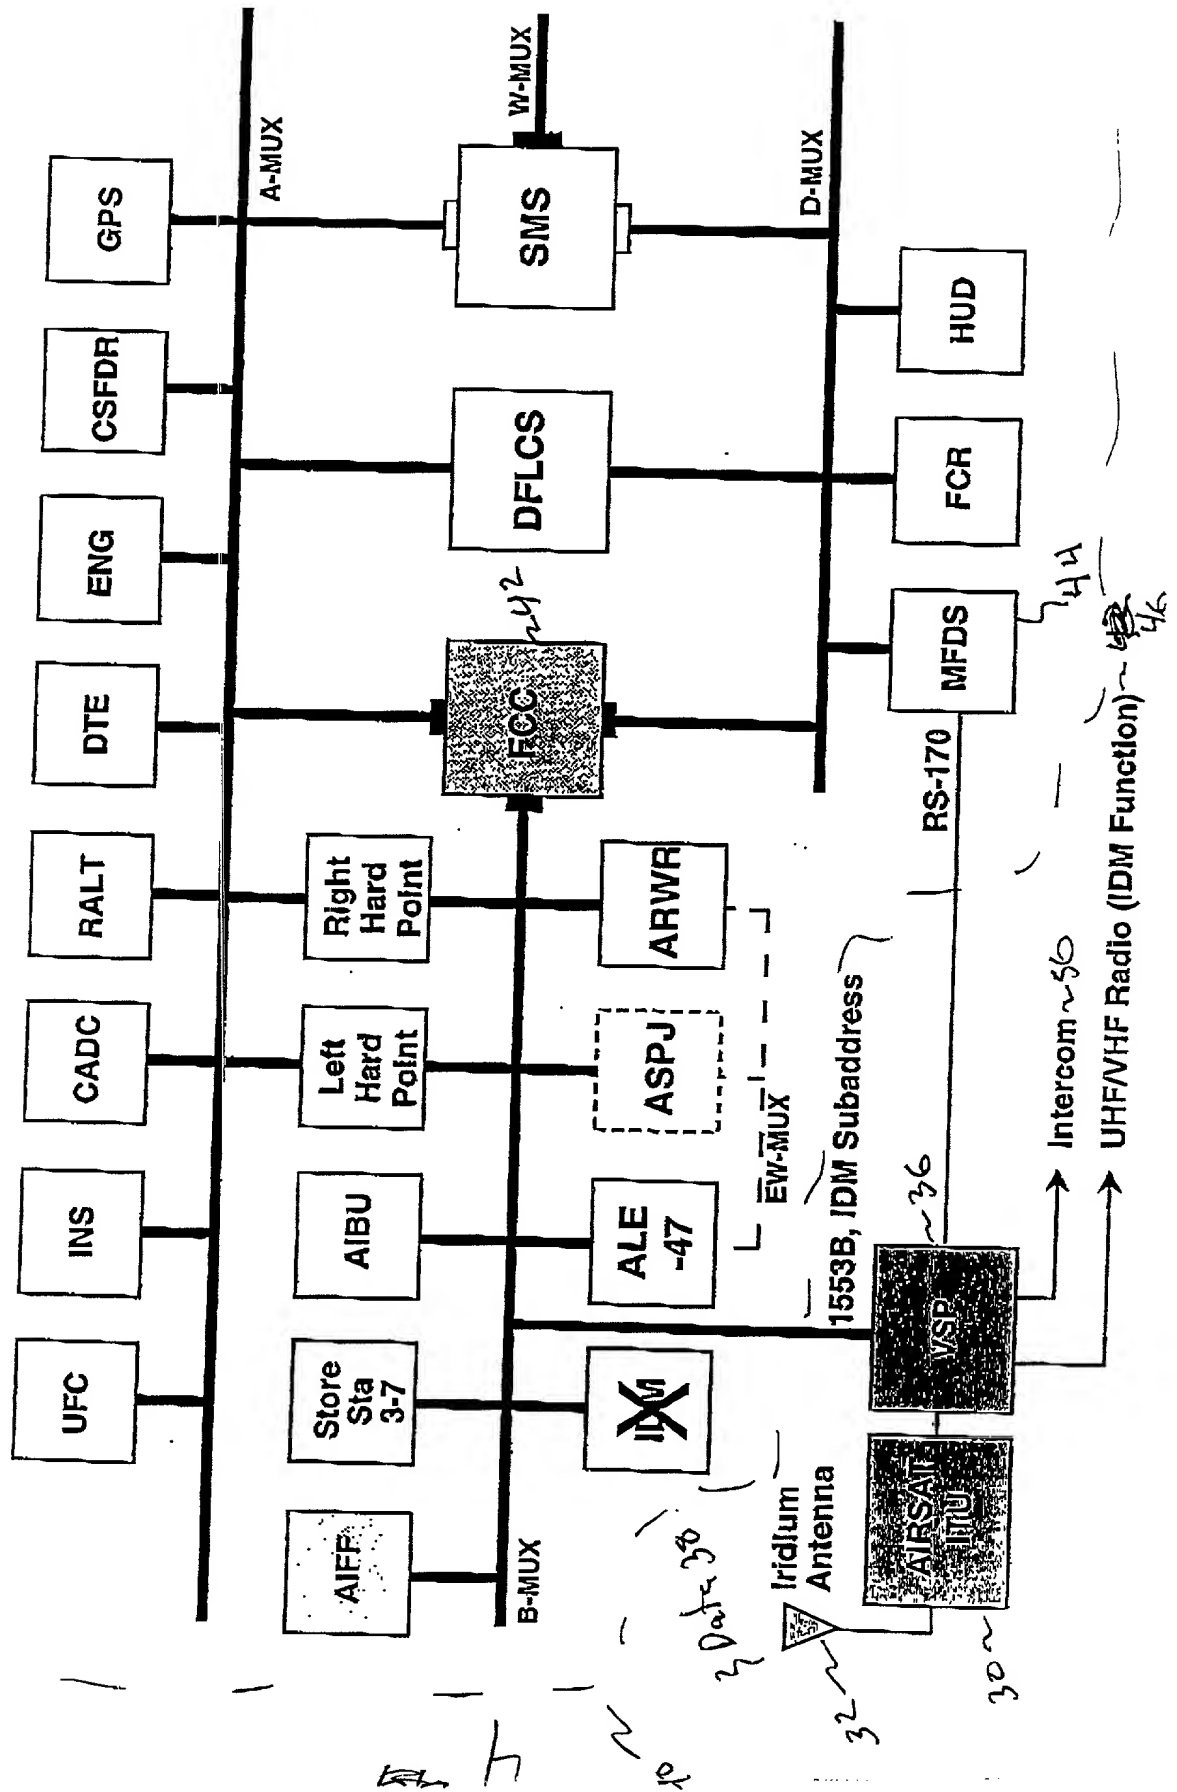 UFC
INS
CADC
RALT
DTE
ENG
CSFDR
GPS
A-MUX
AIFF
Store
Sta
3-7
AIBU
Left
Hard
Point
Right
Hard
Point
FCC
42
DFLCS
SMS
W-MUX
B-MUX
ALE
-47
ASPJ
ARWR
EW-MUX
D-MUX
Data 38
Iridium
Antenna
32
AIRSAT
ITU
30
VSP
36
1553B, IDM Subaddress
RS-170
MFDS
44
FCR
HUD
Intercom
UHF/VHF Radio (IDM Function)
46